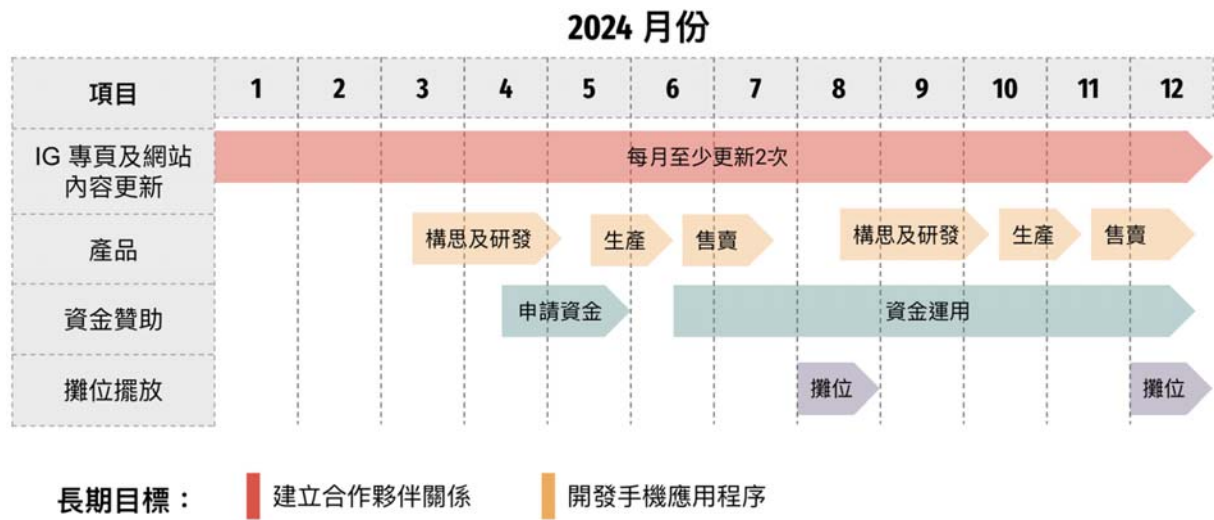 2024 月份
項目 1 2 3 4 5 6 7 8 9 10 11 12
IG 專頁及網站
內容更新
每月至少更新2次
產品
構思及研發 生產 售賣 構思及研發 生產 售賣
資金贊助
申請資金 資金運用
攤位擺放
攤位 攤位
長期目標： 建立合作夥伴關係 開發手機應用程序